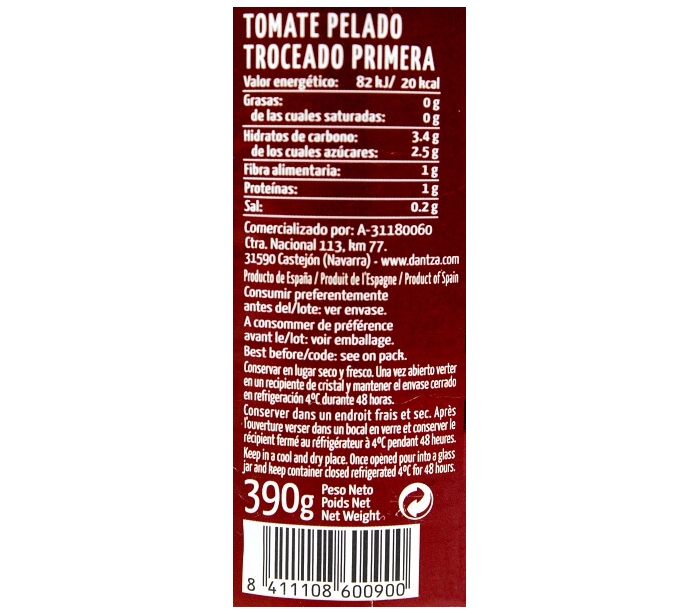 TOMATE PELADO
TROCEADO PRIMERA
Valor energético: 82 kJ/ 20 kcal
Grasas: 0 g
de las cuales saturadas: 0 g
Hidratos de carbono: 3.4 g
de los cuales azúcares: 2.5 g
Fibra alimentaria: 1 g
Proteínas: 1 g
Sal: 0.2 g
Comercializado por: A-31180060
Ctra. Nacional 113, km 77.
31590 Castejón (Navarra) - www.dantza.com
Producto de España / Produit de l'Espagne / Product of Spain
Consumir preferentemente
antes del/lote: ver envase.
A consommer de préférence
avant le/lot: voir emballage.
Best before/code: see on pack.
Conservar en lugar seco y fresco. Una vez abierto verter
en un recipiente de cristal y mantener el envase cerrado
en refrigeración 4ºC durante 48 horas.
Conserver dans un endroit frais et sec. Après
l'ouverture verser dans un bocal en verre et conserver le
récipient fermé au réfrigérateur à 4ºC pendant 48 heures.
Keep in a cool and dry place. Once opened pour into a glass
jar and keep container closed refrigerated 4ºC for 48 hours.
390g Peso Neto
Poids Net
Net Weight
8 411108 600900